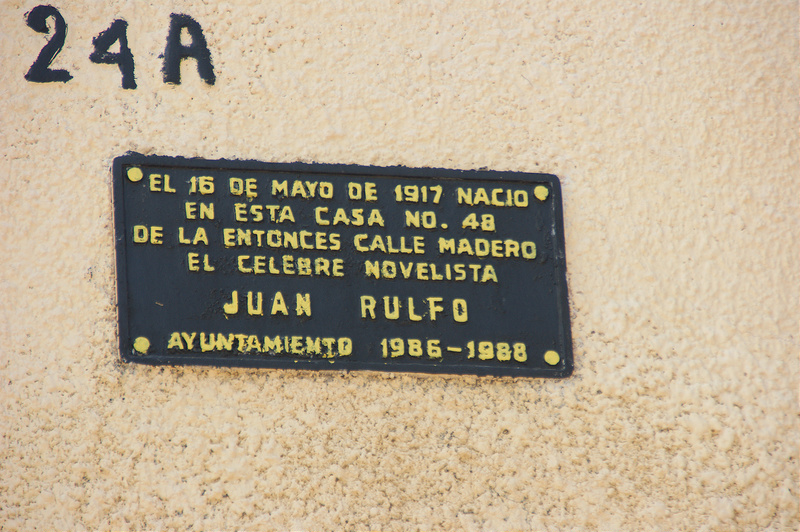 24A
EL 16 DE MAYO DE 1917 NACIO
EN ESTA CASA NO. 48
DE LA ENTONCES CALLE MADERO
EL CELEBRE NOVELISTA
JUAN RULFO
AYUNTAMIENTO 1986-1988